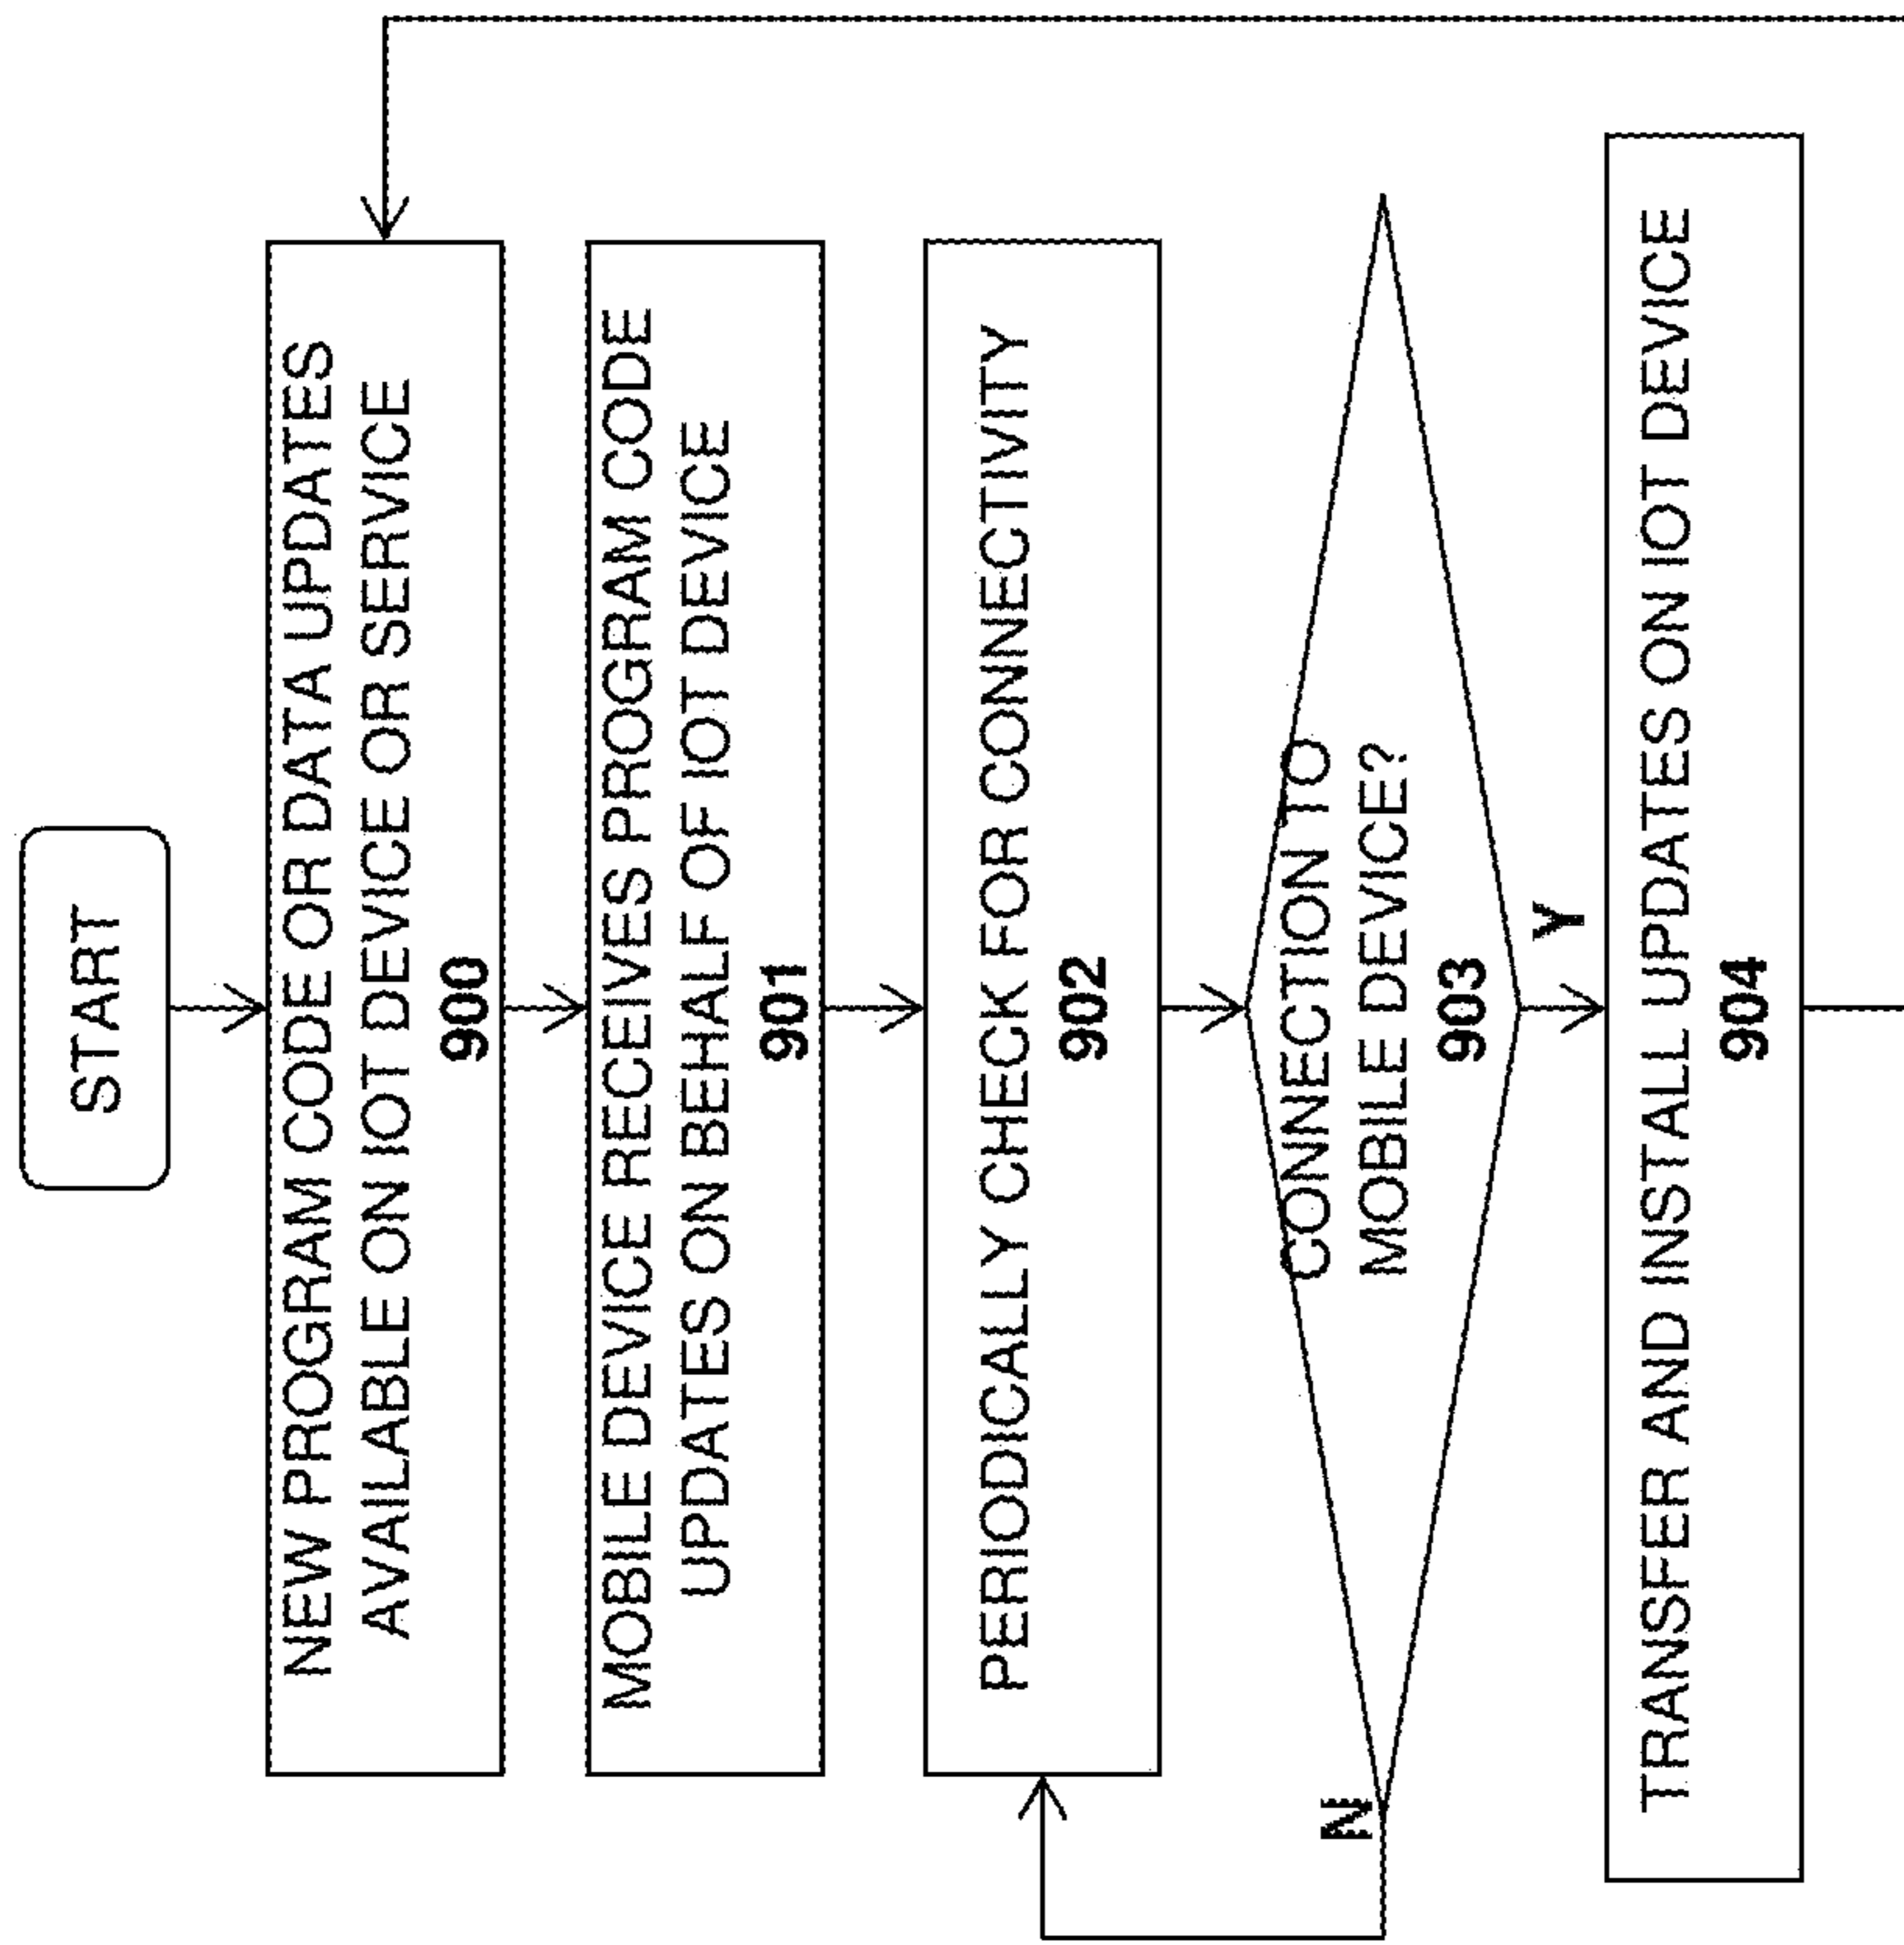 START
NEW PROGRAM CODE OR DATA UPDATES
AVAILABLE ON IOT DEVICE OR SERVICE
900
MOBILE DEVICE RECEIVES PROGRAM CODE
UPDATES ON BEHALF OF IOT DEVICE
901
PERIODICALLY CHECK FOR CONNECTIVITY
902
CONNECTION TO
MOBILE DEVICE?
903
N
Y
TRANSFER AND INSTALL UPDATES ON IOT DEVICE
904